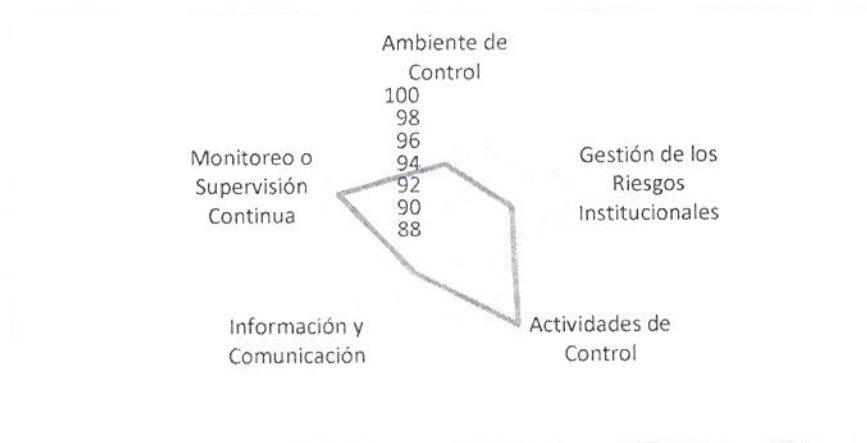 Ambiente de
Control
100
98
96
94
92
90
88
Monitoreo o
Supervisión
Continua
Gestión de los
Riesgos
Institucionales
Información y
Comunicación
Actividades de
Control